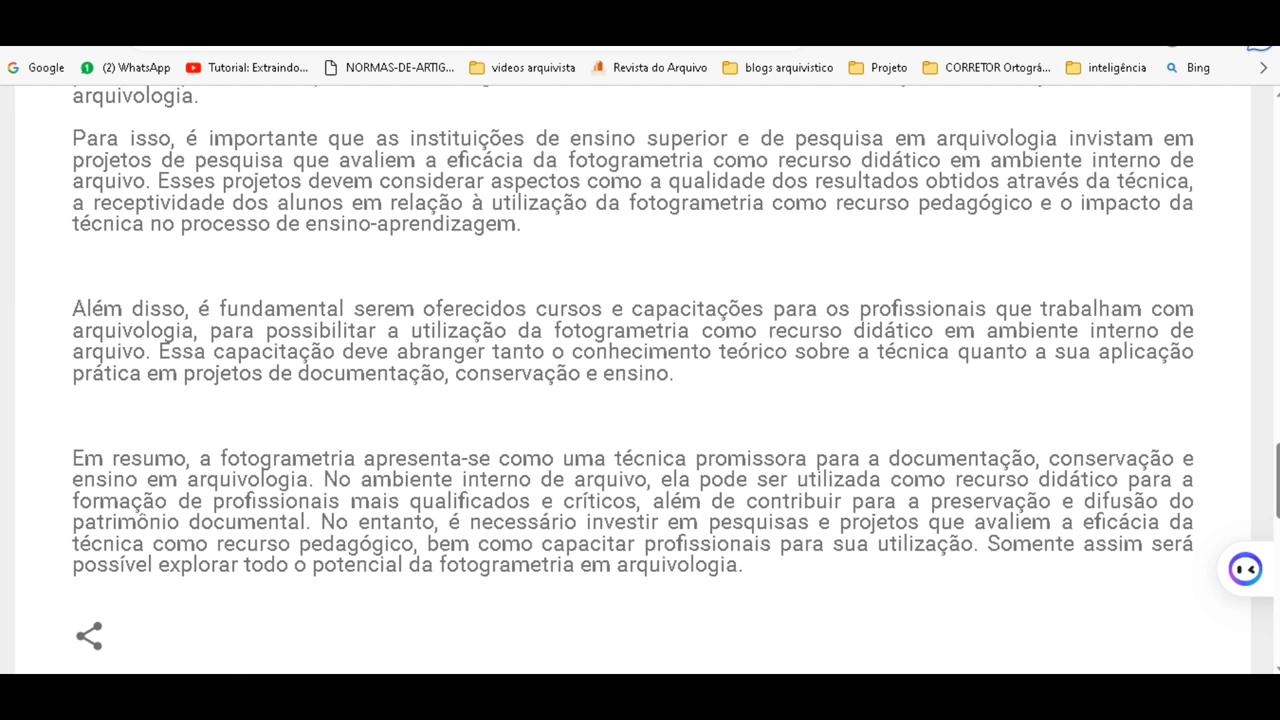 Google (2) WhatsApp Tutorial: Extraindo... NORMAS-DE-ARTIG... videos arquivista Revista do Arquivo blogs arquivistico Projeto CORRETOR Ortográ... inteligência Bing
arquivologia.
Para isso, é importante que as instituições de ensino superior e de pesquisa em arquivologia invistam em
projetos de pesquisa que avaliem a eficácia da fotogrametria como recurso didático em ambiente interno de
arquivo. Esses projetos devem considerar aspectos como a qualidade dos resultados obtidos através da técnica,
a receptividade dos alunos em relação à utilização da fotogrametria como recurso pedagógico e o impacto da
técnica no processo de ensino-aprendizagem.
Além disso, é fundamental serem oferecidos cursos e capacitações para os profissionais que trabalham com
arquivologia, para possibilitar a utilização da fotogrametria como recurso didático em ambiente interno de
arquivo. Essa capacitação deve abranger tanto o conhecimento teórico sobre a técnica quanto a sua aplicação
prática em projetos de documentação, conservação e ensino.
Em resumo, a fotogrametria apresenta-se como uma técnica promissora para a documentação, conservação e
ensino em arquivologia. No ambiente interno de arquivo, ela pode ser utilizada como recurso didático para a
formação de profissionais mais qualificados e críticos, além de contribuir para a preservação e difusão do
patrimônio documental. No entanto, é necessário investir em pesquisas e projetos que avaliem a eficácia da
técnica como recurso pedagógico, bem como capacitar profissionais para sua utilização. Somente assim será
possível explorar todo o potencial da fotogrametria em arquivologia.